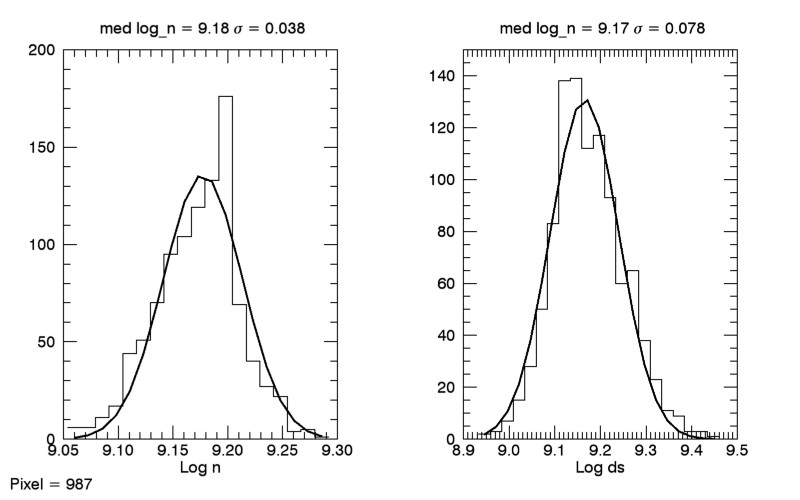 med log_n = 9.18 σ = 0.038
200
150
100
50
0
9.05 9.10 9.15 9.20 9.25 9.30
Log n
med log_n = 9.17 σ = 0.078
140
120
100
80
60
40
20
0
8.9 9.0 9.1 9.2 9.3 9.4 9.5
Log ds
Pixel = 987